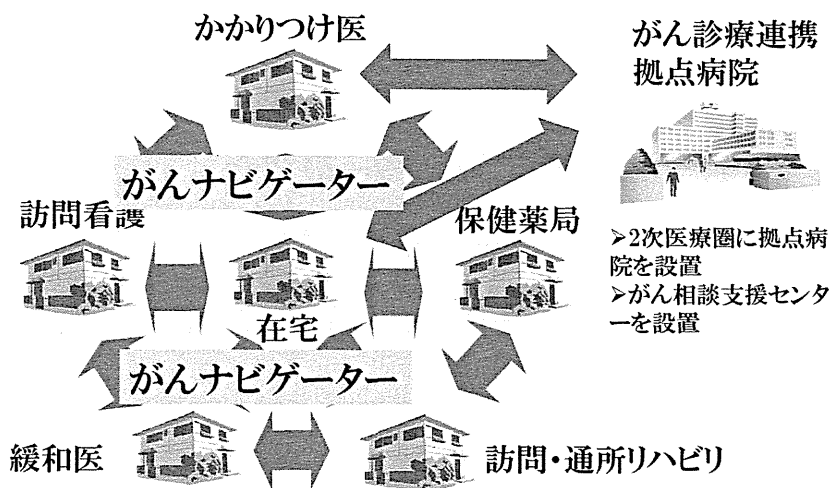 かかりつけ医
がん診療連携
拠点病院
がんナビゲーター
訪問看護
保健薬局
➢2次医療圏に拠点病
院を設置
➢がん相談支援センタ
ーを設置
在宅
がんナビゲーター
緩和医
訪問・通所リハビリ